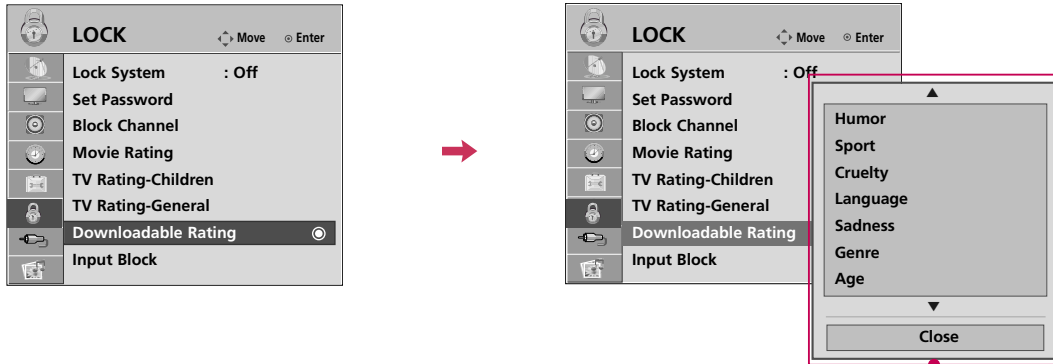 LOCK Move Enter
Lock System : Off
Set Password
Block Channel
Movie Rating
TV Rating-Children
TV Rating-General
Downloadable Rating
Input Block
LOCK Move Enter
Lock System : Off
Set Password
Block Channel
Movie Rating
TV Rating-Children
TV Rating-General
Downloadable Rating
Input Block
Humor
Sport
Cruelty
Language
Sadness
Genre
Age
Close